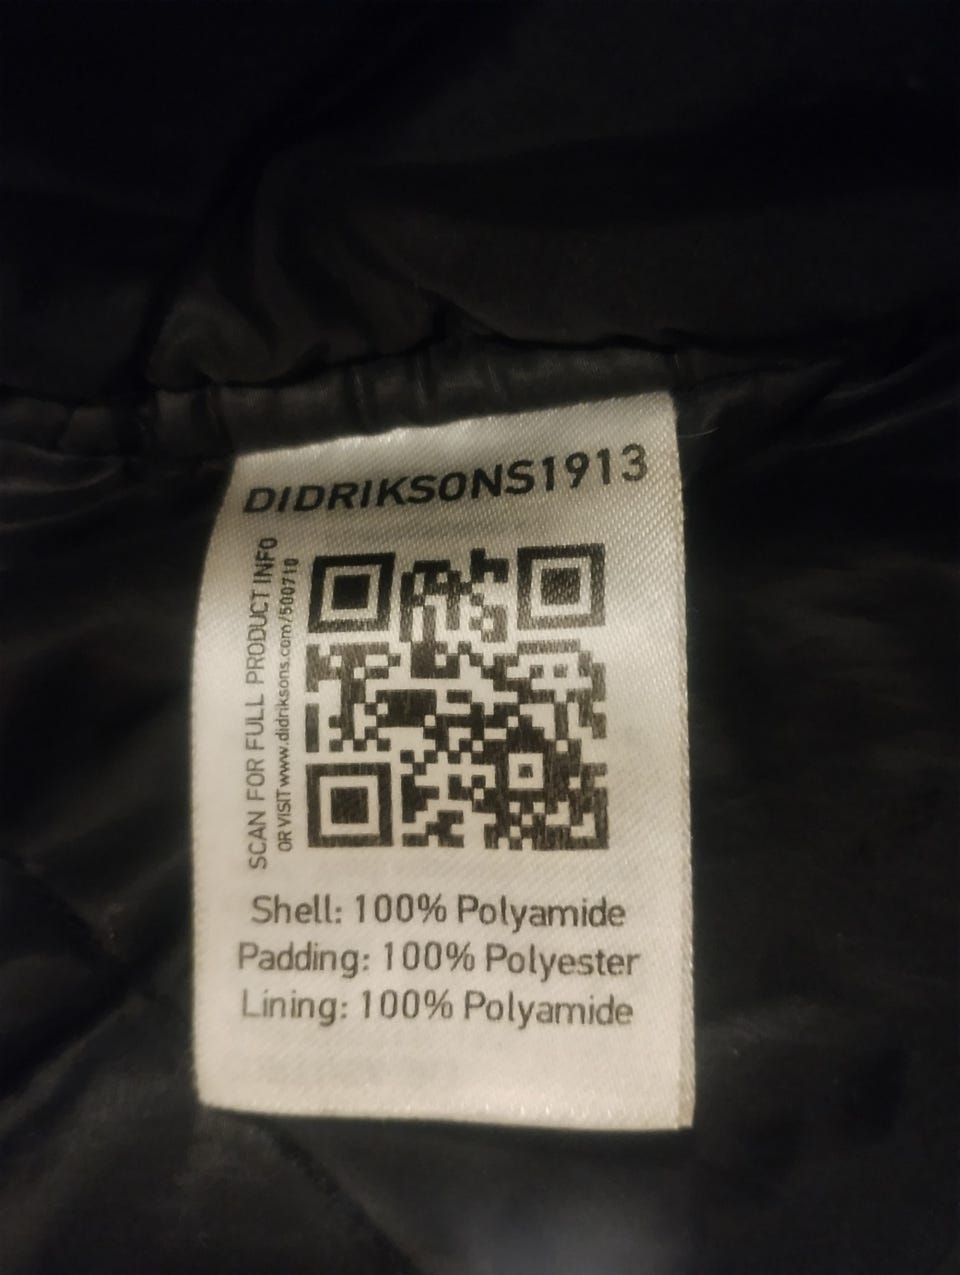 DIDRIKSONS1913
SCAN FOR FULL PRODUCT INFO
OR VISIT www.didriksons.com/500710
Shell: 100% Polyamide
Padding: 100% Polyester
Lining: 100% Polyamide